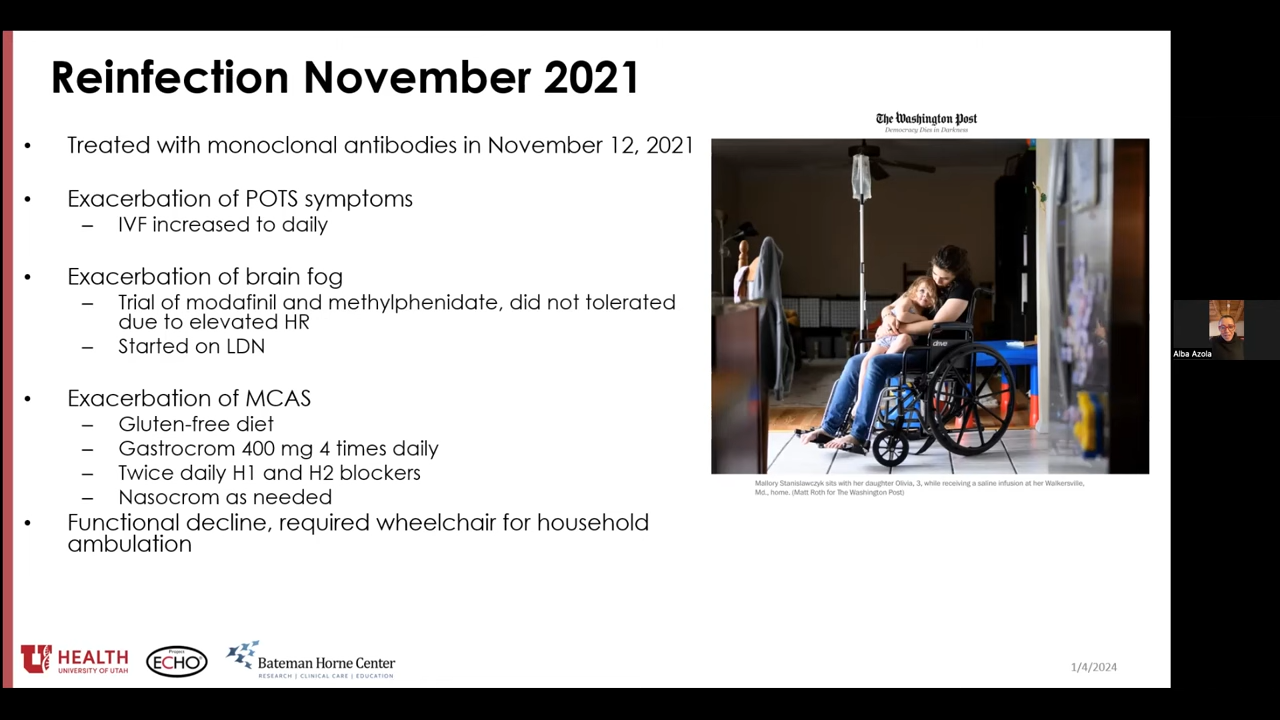 Reinfection November 2021
• Treated with monoclonal antibodies in November 12, 2021
• Exacerbation of POTS symptoms
– IVF increased to daily
• Exacerbation of brain fog
– Trial of modafinil and methylphenidate, did not tolerated
due to elevated HR
– Started on LDN
• Exacerbation of MCAS
– Gluten-free diet
– Gastrocrom 400 mg 4 times daily
– Twice daily H1 and H2 blockers
– Nasocrom as needed
• Functional decline, required wheelchair for household
ambulation
The Washington Post
Democracy Dies in Darkness
drive
Mallory Stanislawczyk sits with her daughter Olivia, 3, while receiving a saline infusion at her Walkersville,
Md., home. (Matt Roth for The Washington Post)
Alba Azola
U HEALTH
UNIVERSITY OF UTAH
Project
ECHO
Bateman Horne Center
RESEARCH | CLINICAL CARE | EDUCATION
1/4/2024